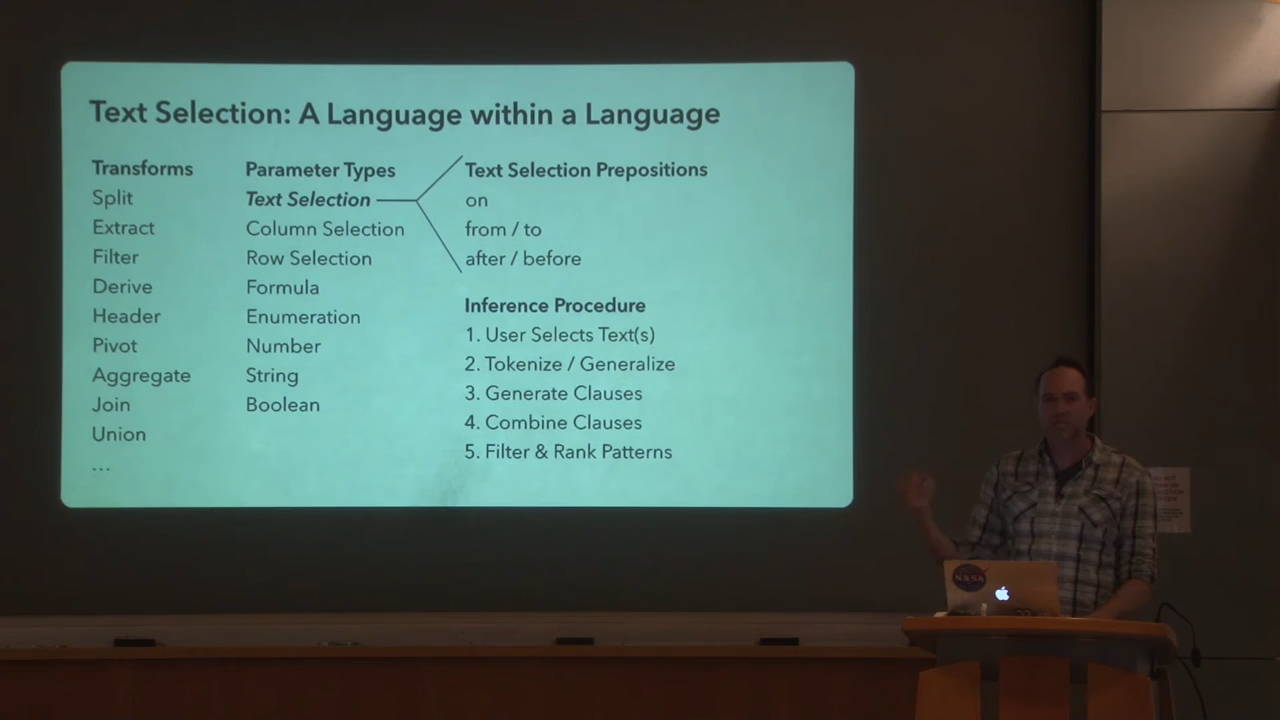 Text Selection: A Language within a Language
Transforms
Split
Extract
Filter
Derive
Header
Pivot
Aggregate
Join
Union
...
Parameter Types
Text Selection
Column Selection
Row Selection
Formula
Enumeration
Number
String
Boolean
Text Selection Prepositions
on
from / to
after / before
Inference Procedure
1. User Selects Text(s)
2. Tokenize / Generalize
3. Generate Clauses
4. Combine Clauses
5. Filter & Rank Patterns
NASA